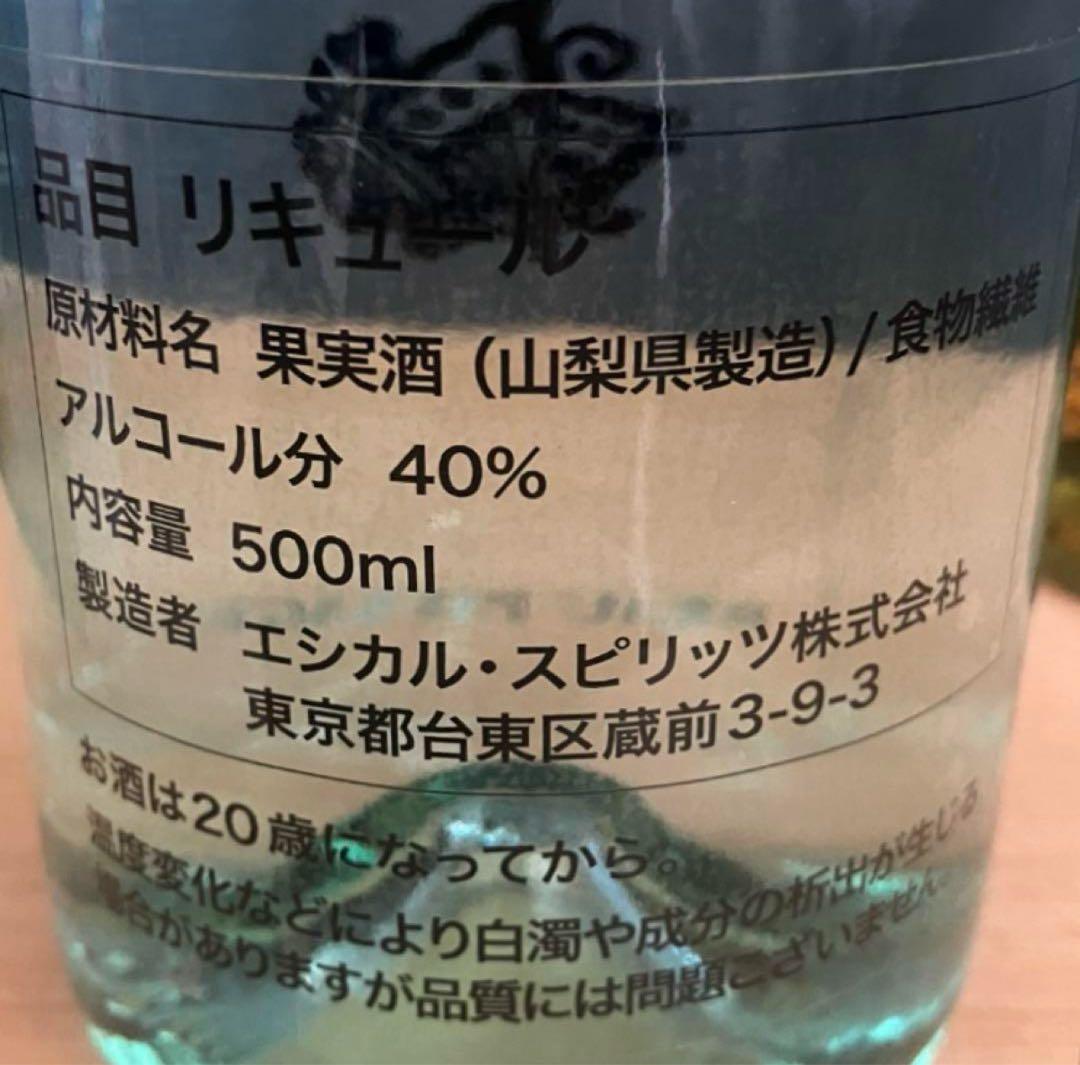 品目 リキュール
原材料名 果実酒（山梨県製造）/食物繊維
アルコール分 40%
内容量 500ml
製造者 エシカル・スピリッツ株式会社
東京都台東区蔵前3-9-3
お酒は20歳になってから。
温度変化などにより白濁や成分の析出が生じる
場合がありますが品質には問題ございません。